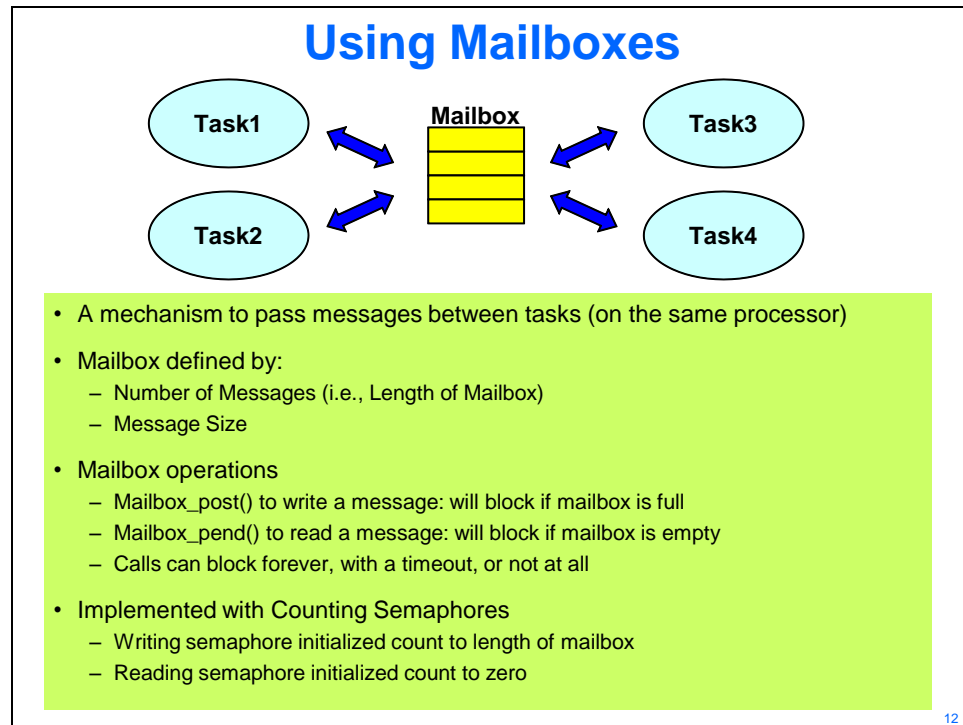 Using Mailboxes
Task1
Mailbox
Task3
Task2
Task4
• A mechanism to pass messages between tasks (on the same processor)
• Mailbox defined by:
– Number of Messages (i.e., Length of Mailbox)
– Message Size
• Mailbox operations
– Mailbox_post() to write a message: will block if mailbox is full
– Mailbox_pend() to read a message: will block if mailbox is empty
– Calls can block forever, with a timeout, or not at all
• Implemented with Counting Semaphores
– Writing semaphore initialized count to length of mailbox
– Reading semaphore initialized count to zero
12